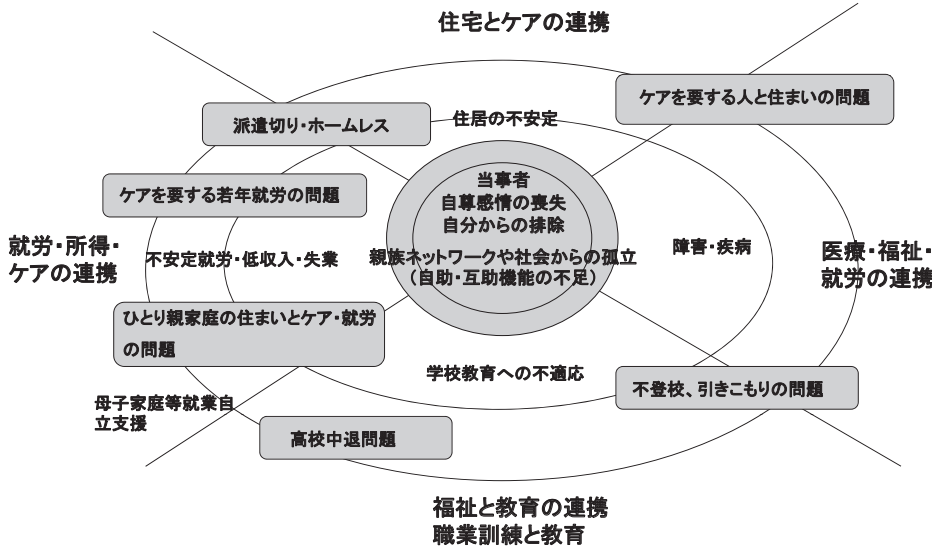 住宅とケアの連携
ケアを要する人と住まいの問題
派遣切り・ホームレス
住居の不安定
当事者
自尊感情の喪失
自分からの排除
親族ネットワークや社会からの孤立
（自助・互助機能の不足）
ケアを要する若年就労の問題
就労・所得・
ケアの連携
不安定就労・低収入・失業
障害・疾病
医療・福祉・
就労の連携
ひとり親家庭の住まいとケア・就労
の問題
学校教育への不適応
不登校、引きこもりの問題
母子家庭等就業自
立支援
高校中退問題
福祉と教育の連携
職業訓練と教育